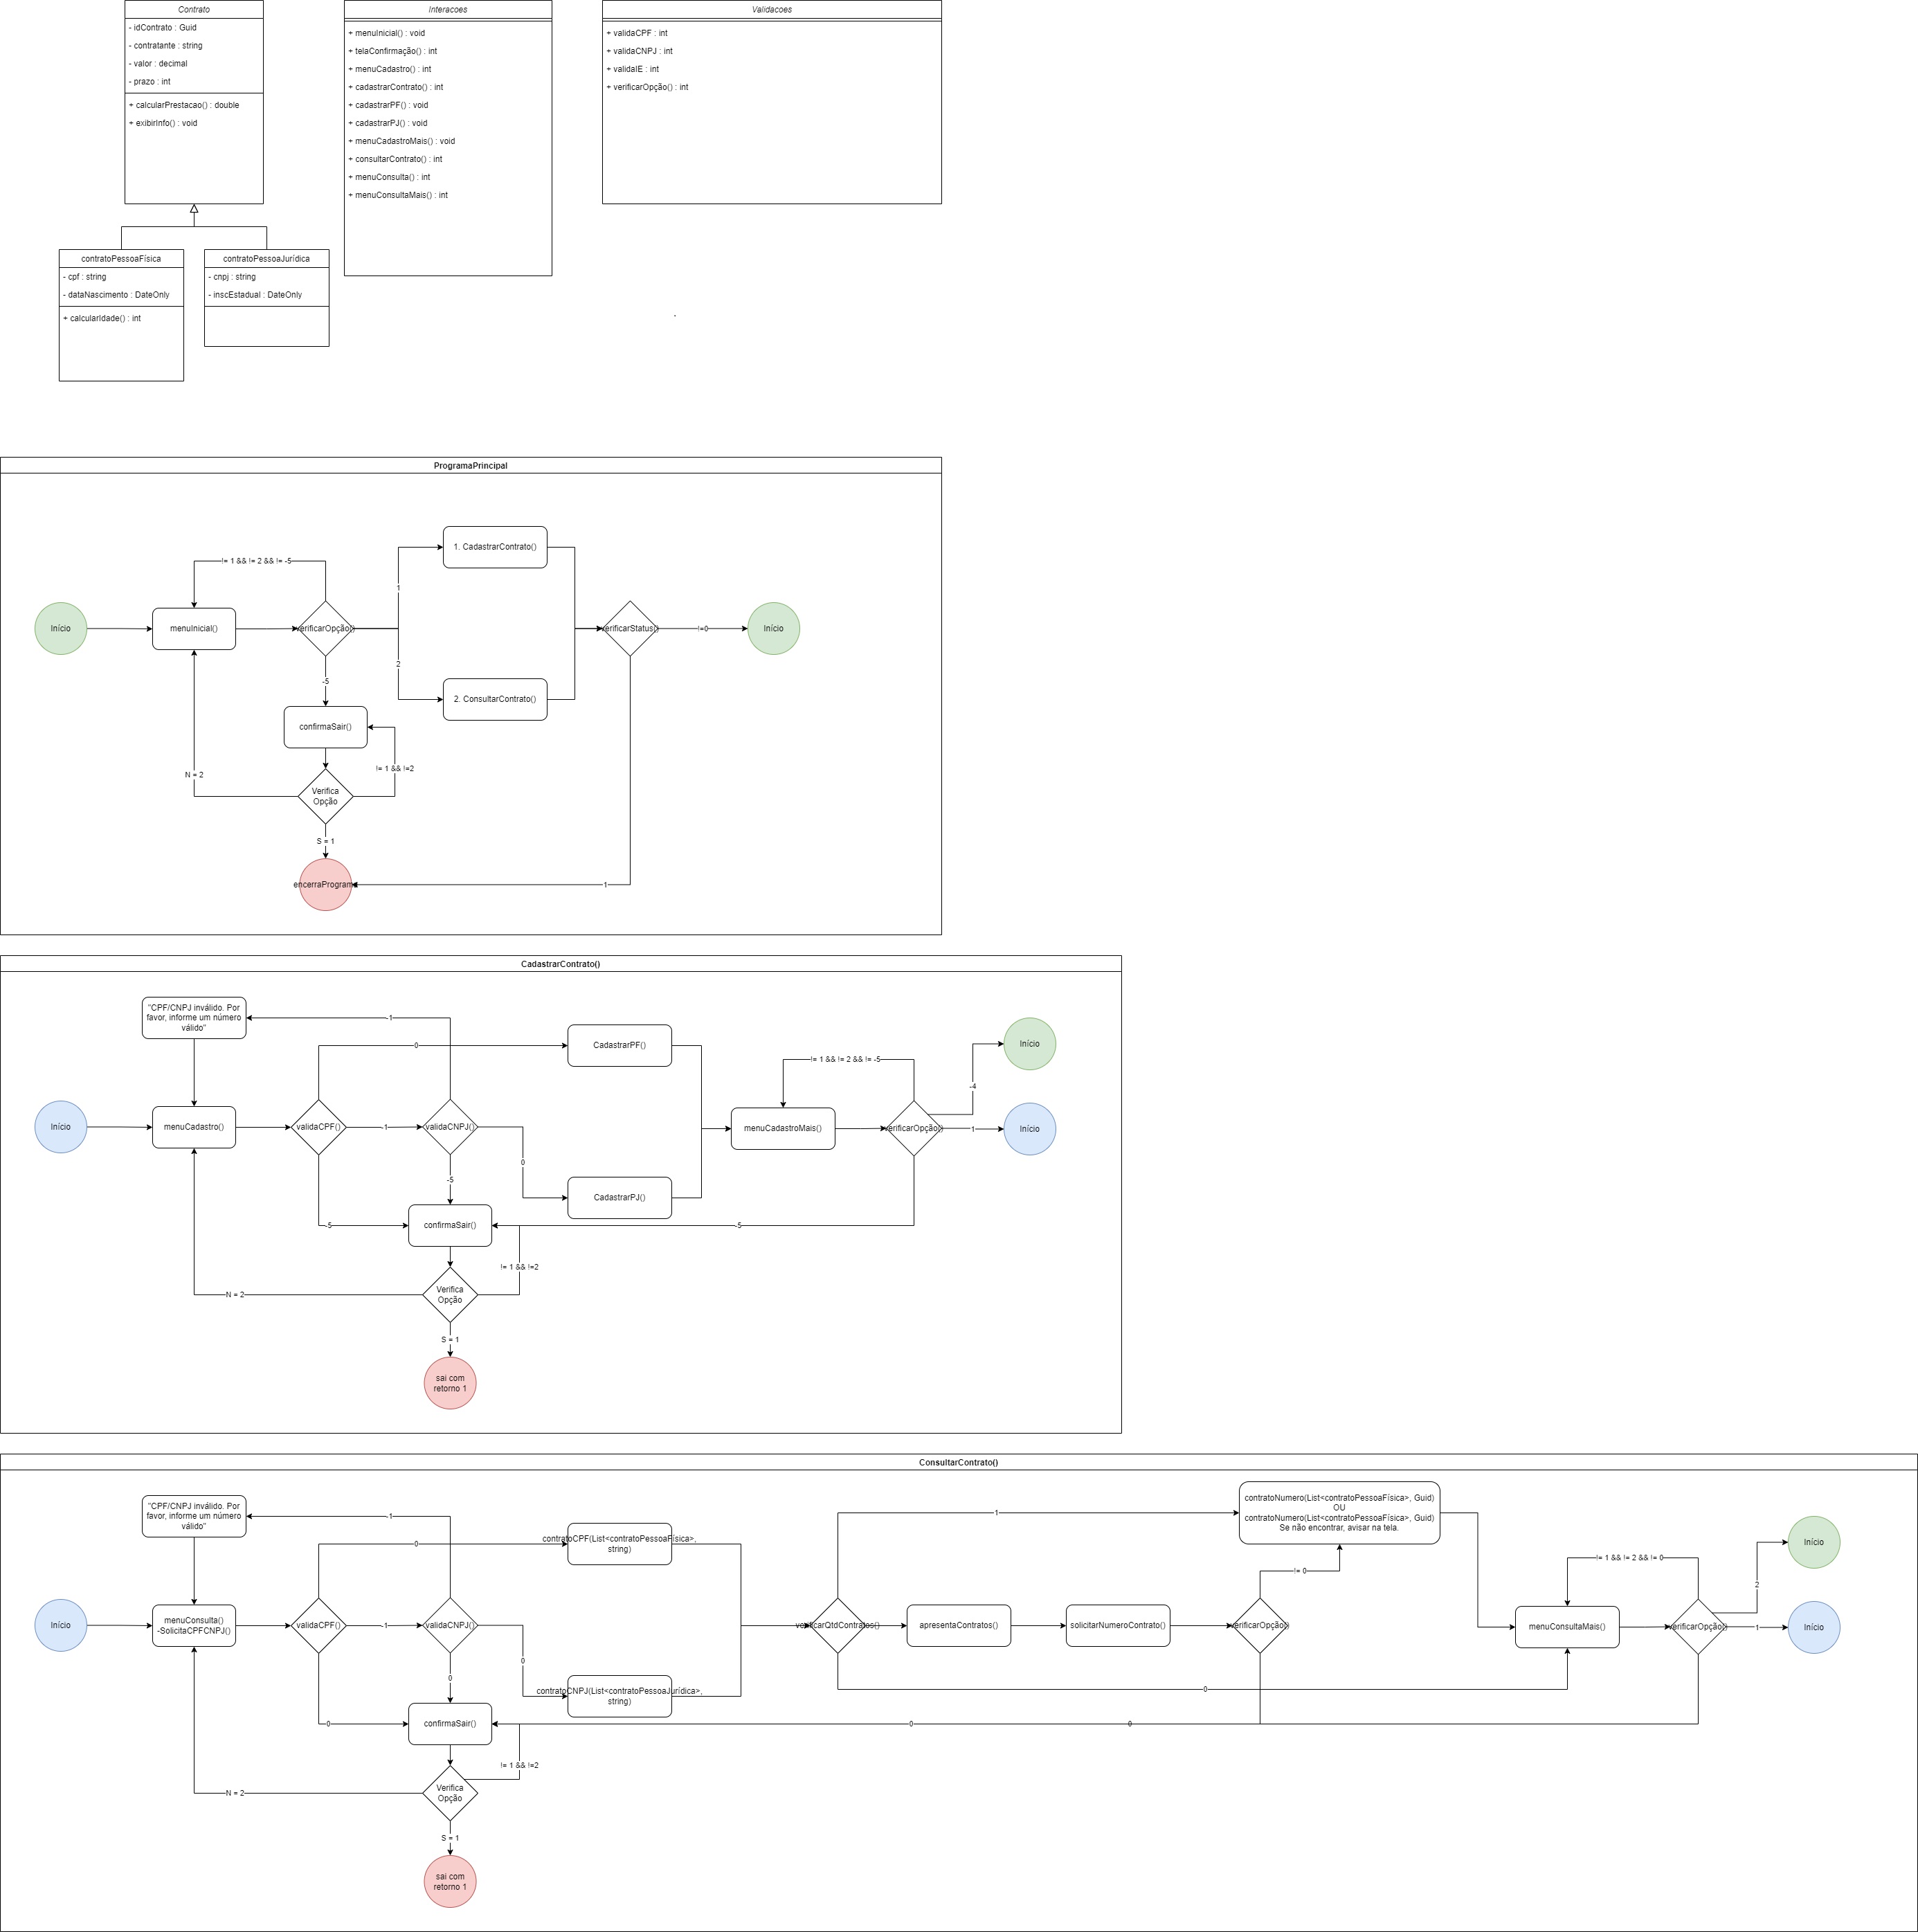 Contrato
- idContrato : Guid
- contratante : string
- valor : decimal
- prazo : int
+ calcularPrestacao() : double
+ exibirInfo() : void
Interacoes
+ menuInicial() : void
+ telaConfirmação() : int
+ menuCadastro() : int
+ cadastrarContrato() : int
+ cadastrarPF() : void
+ cadastrarPJ() : void
+ menuCadastroMais() : void
+ consultarContrato() : int
+ menuConsulta() : int
+ menuConsultaMais() : int
Validacoes
+ validaCPF : int
+ validaCNPJ : int
+ validaIE : int
+ verificarOpção() : int
contratoPessoaFísica
- cpf : string
- dataNascimento : DateOnly
+ calcularIdade() : int
contratoPessoaJurídica
- cnpj : string
- inscEstadual : DateOnly
ProgramaPrincipal
1. CadastrarContrato()
!= 1 && != 2 && != -5
1
Início
menuInicial()
verificarOpção()
verificarStatus()
!=0
Início
2
-5
2. ConsultarContrato()
confirmaSair()
!= 1 && !=2
N = 2
Verifica
Opção
S = 1
encerraProgram
1
CadastrarContrato()
"CPF/CNPJ inválido. Por
favor, informe um número
válido"
-1
0
CadastrarPF()
Início
!= 1 && != 2 && != -5
-4
Início
menuCadastro()
validaCPF()
-1
validaCNPJ()
menuCadastroMais()
verificarOpção()
1
Início
0
-5
CadastrarPJ()
-5
confirmaSair()
-5
!= 1 && !=2
N = 2
Verifica
Opção
S = 1
sai com
retorno 1
ConsultarContrato()
"CPF/CNPJ inválido. Por
favor, informe um número
válido"
-1
0
contratoCPF(List<contratoPessoaFísica>,
string)
1
contratoNumero(List<contratoPessoaFísica>, Guid)
OU
contratoNumero(List<contratoPessoaFísica>, Guid)
Se não encontrar, avisar na tela.
Início
!= 1 && != 2 && != 0
!= 0
2
Início
menuConsulta()
-SolicitaCPFCNPJ()
validaCPF()
-1
validaCNPJ()
verificarQtdContratos()
apresentaContratos()
solicitarNumeroContrato()
verificarOpção()
menuConsultaMais()
verificarOpção()
1
Início
0
0
contratoCNPJ(List<contratoPessoaJurídica>,
string)
0
0
confirmaSair()
0
0
!= 1 && !=2
N = 2
Verifica
Opção
S = 1
sai com
retorno 1